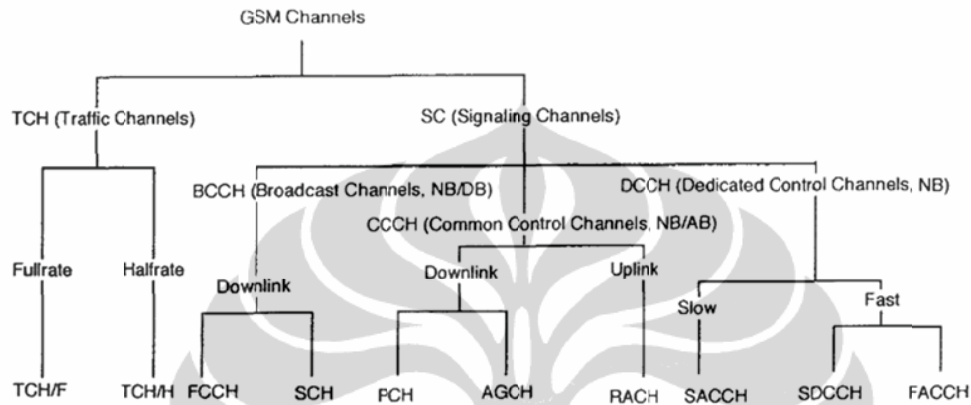 GSM Channels
TCH (Traffic Channels)
SC (Signaling Channels)
BCCH (Broadcast Channels, NB/DB)
DCCH (Dedicated Control Channels, NB)
CCCH (Common Control Channels, NB/AB)
Fullrate
Halfrate
Downlink
Downlink
Uplink
Slow
Fast
TCH/F
TCH/H
FCCH
SCH
PCH
AGCH
RACH
SACCH
SDCCH
FACCH